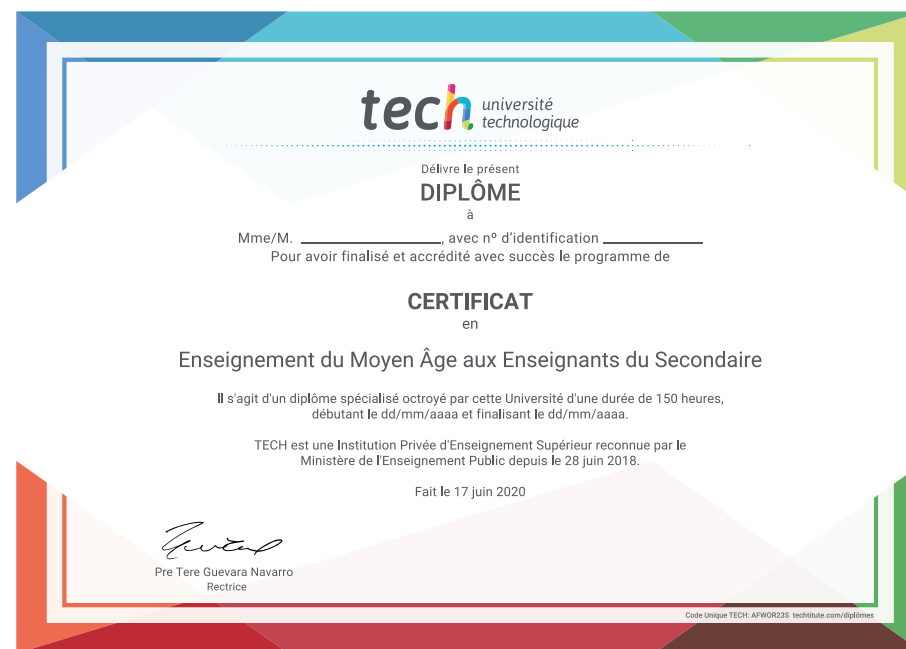 tech université
technologique
Délivre le présent
DIPLÔME
à
Mme/M. ____________________, avec nº d'identification ______________
Pour avoir finalisé et accrédité avec succès le programme de
CERTIFICAT
en
Enseignement du Moyen Âge aux Enseignants du Secondaire
Il s'agit d'un diplôme spécialisé octroyé par cette Université d'une durée de 150 heures,
débutant le dd/mm/aaaa et finalisant le dd/mm/aaaa.
TECH est une Institution Privée d'Enseignement Supérieur reconnue par le
Ministère de l'Enseignement Public depuis le 28 juin 2018.
Fait le 17 juin 2020
Pre Tere Guevara Navarro
Rectrice
Code Unique TECH: AFWOR23S techtitute.com/diplômes